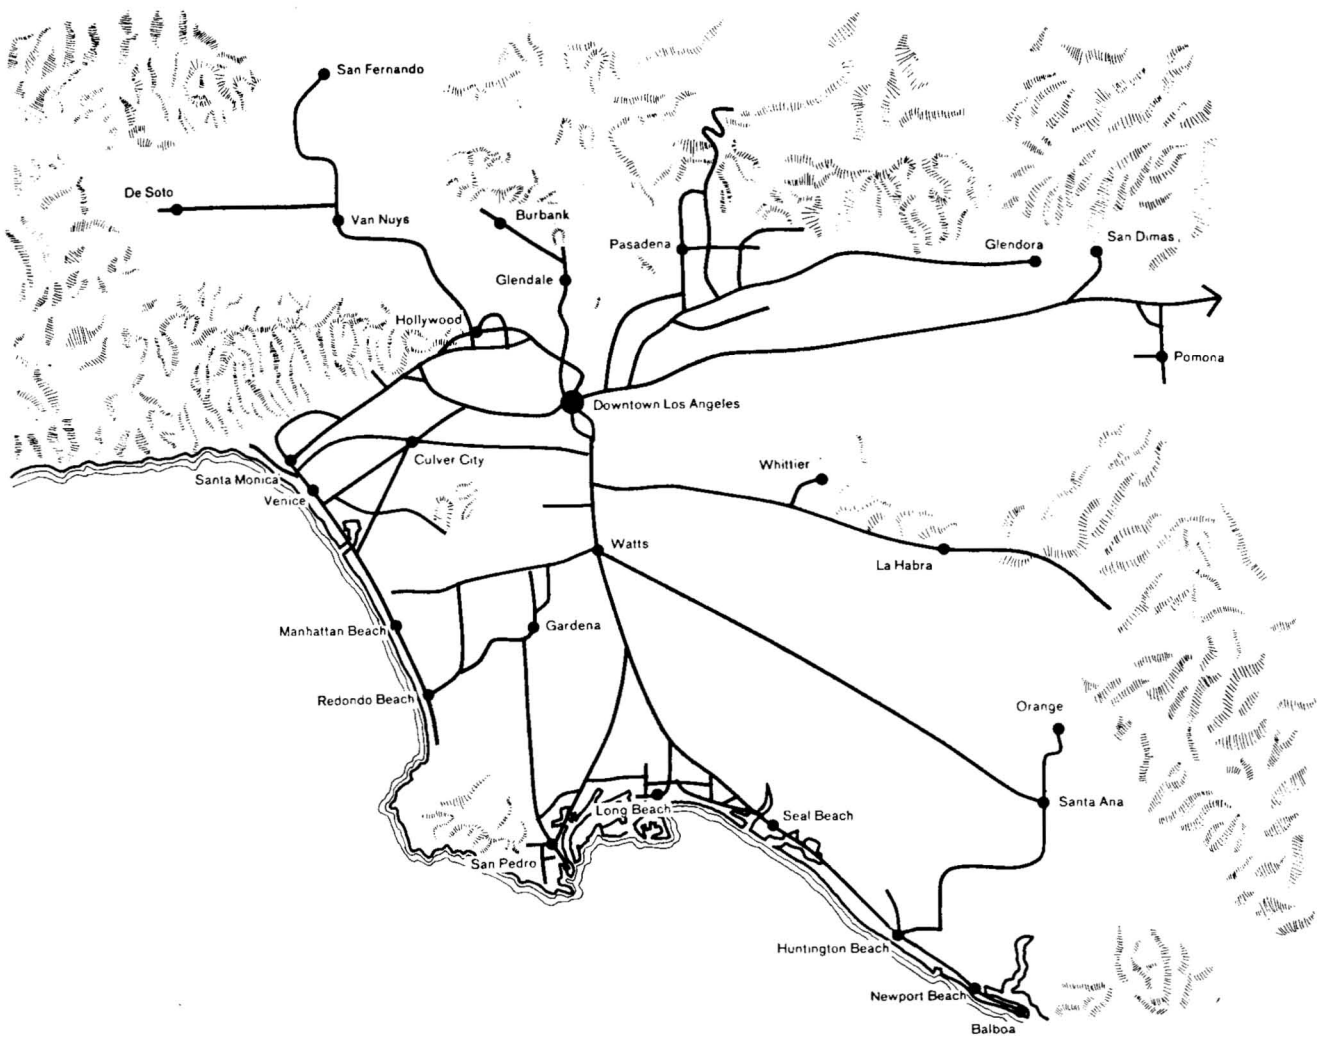 San Fernando
De Soto
Van Nuys
Burbank
Pasadena
Glendora
San Dimas
Glendale
Hollywood
Pomona
Downtown Los Angeles
Culver City
Whittier
Santa Monica
Venice
Watts
La Habra
Manhattan Beach
Gardena
Redondo Beach
Orange
Santa Ana
Long Beach
Seal Beach
San Pedro
Huntington Beach
Newport Beach
Balboa